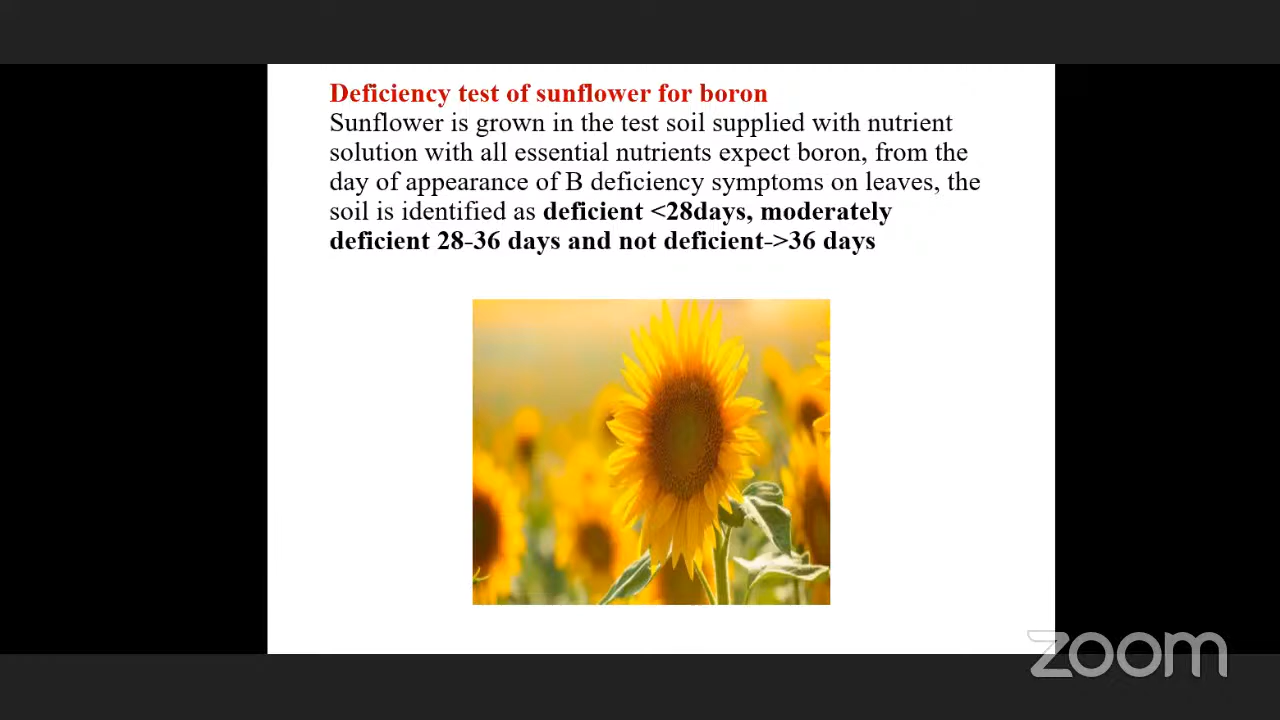 Deficiency test of sunflower for boron
Sunflower is grown in the test soil supplied with nutrient
solution with all essential nutrients expect boron, from the
day of appearance of B deficiency symptoms on leaves, the
soil is identified as deficient <28days, moderately
deficient 28-36 days and not deficient->36 days
zoom